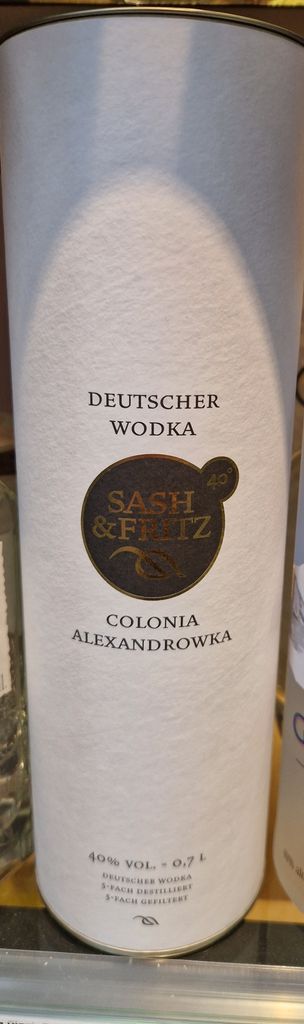 DEUTSCHER
WODKA
40°
SASH
&FRITZ
COLONIA
ALEXANDROWKA
40% VOL. = 0,7 L
DEUTSCHER WODKA
5-FACH DESTILLIERT
5-FACH GEFILTERT